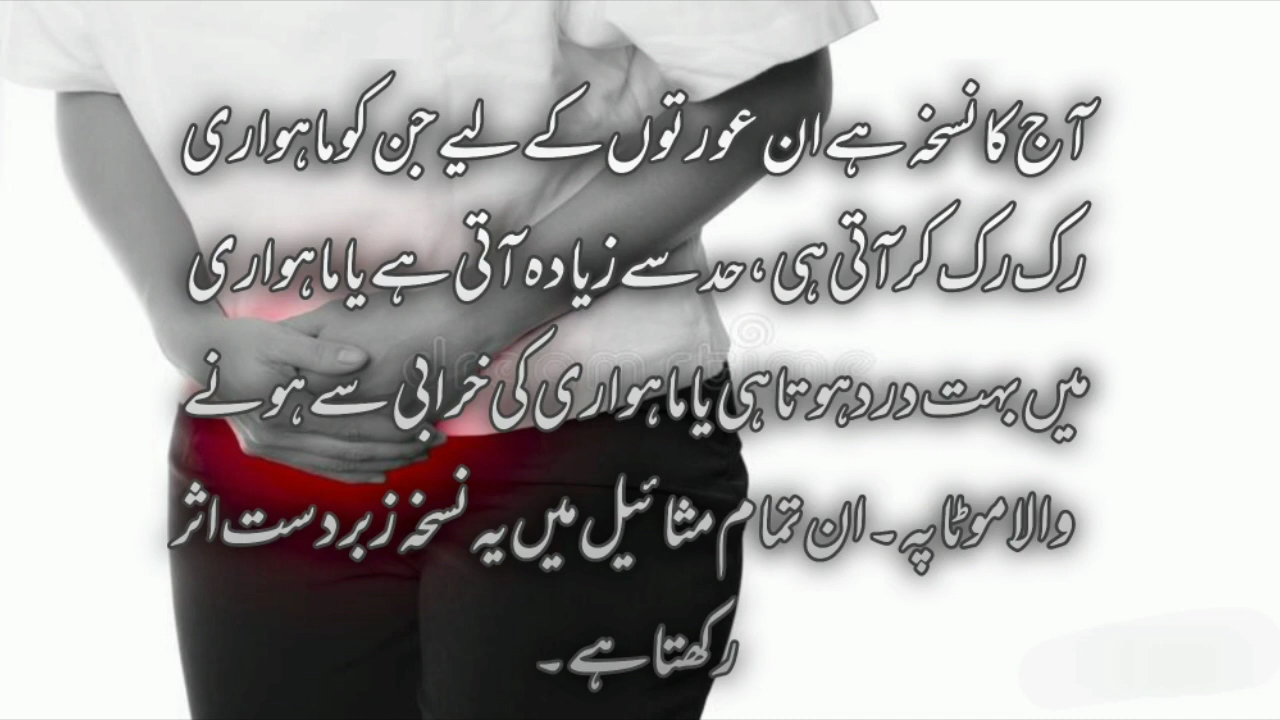 آج کا نسخہ ہے ان عورتوں کے لیے جن کو ماہواری
رک رک کر آتی ہی، حد سے زیادہ آتی ہے یا ماہواری
میں بہت درد ہوتا ہی یا ماہواری کی خرابی سے ہونے
والا موٹاپہ۔ ان تمام مشائیل میں یہ نسخہ زبردست اثر
رکھتا ہے۔
dreamstime